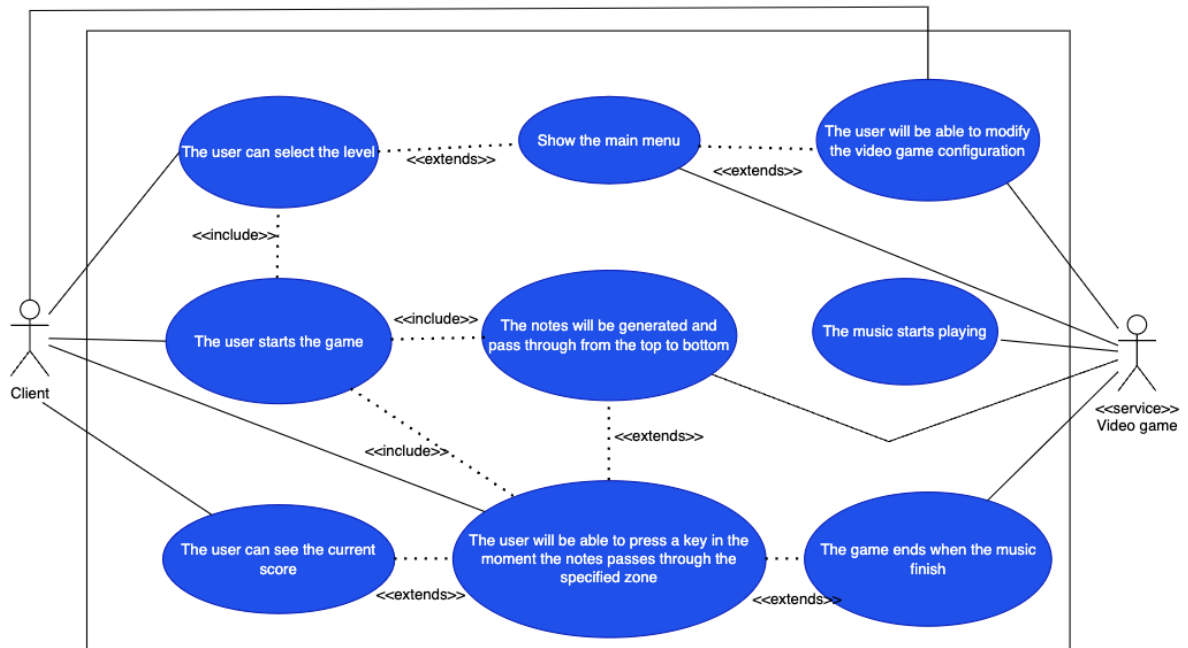 The user can select the level
<<extends>>
Show the main menu
<<extends>>
The user will be able to modify
the video game configuration
<<include>>
The user starts the game
<<include>>
The notes will be generated and
pass through from the top to bottom
The music starts playing
Client
<<service>>
Video game
<<include>>
<<extends>>
The user can see the current
score
<<extends>>
The user will be able to press a key in the
moment the notes passes through the
specified zone
<<extends>>
The game ends when the music
finish